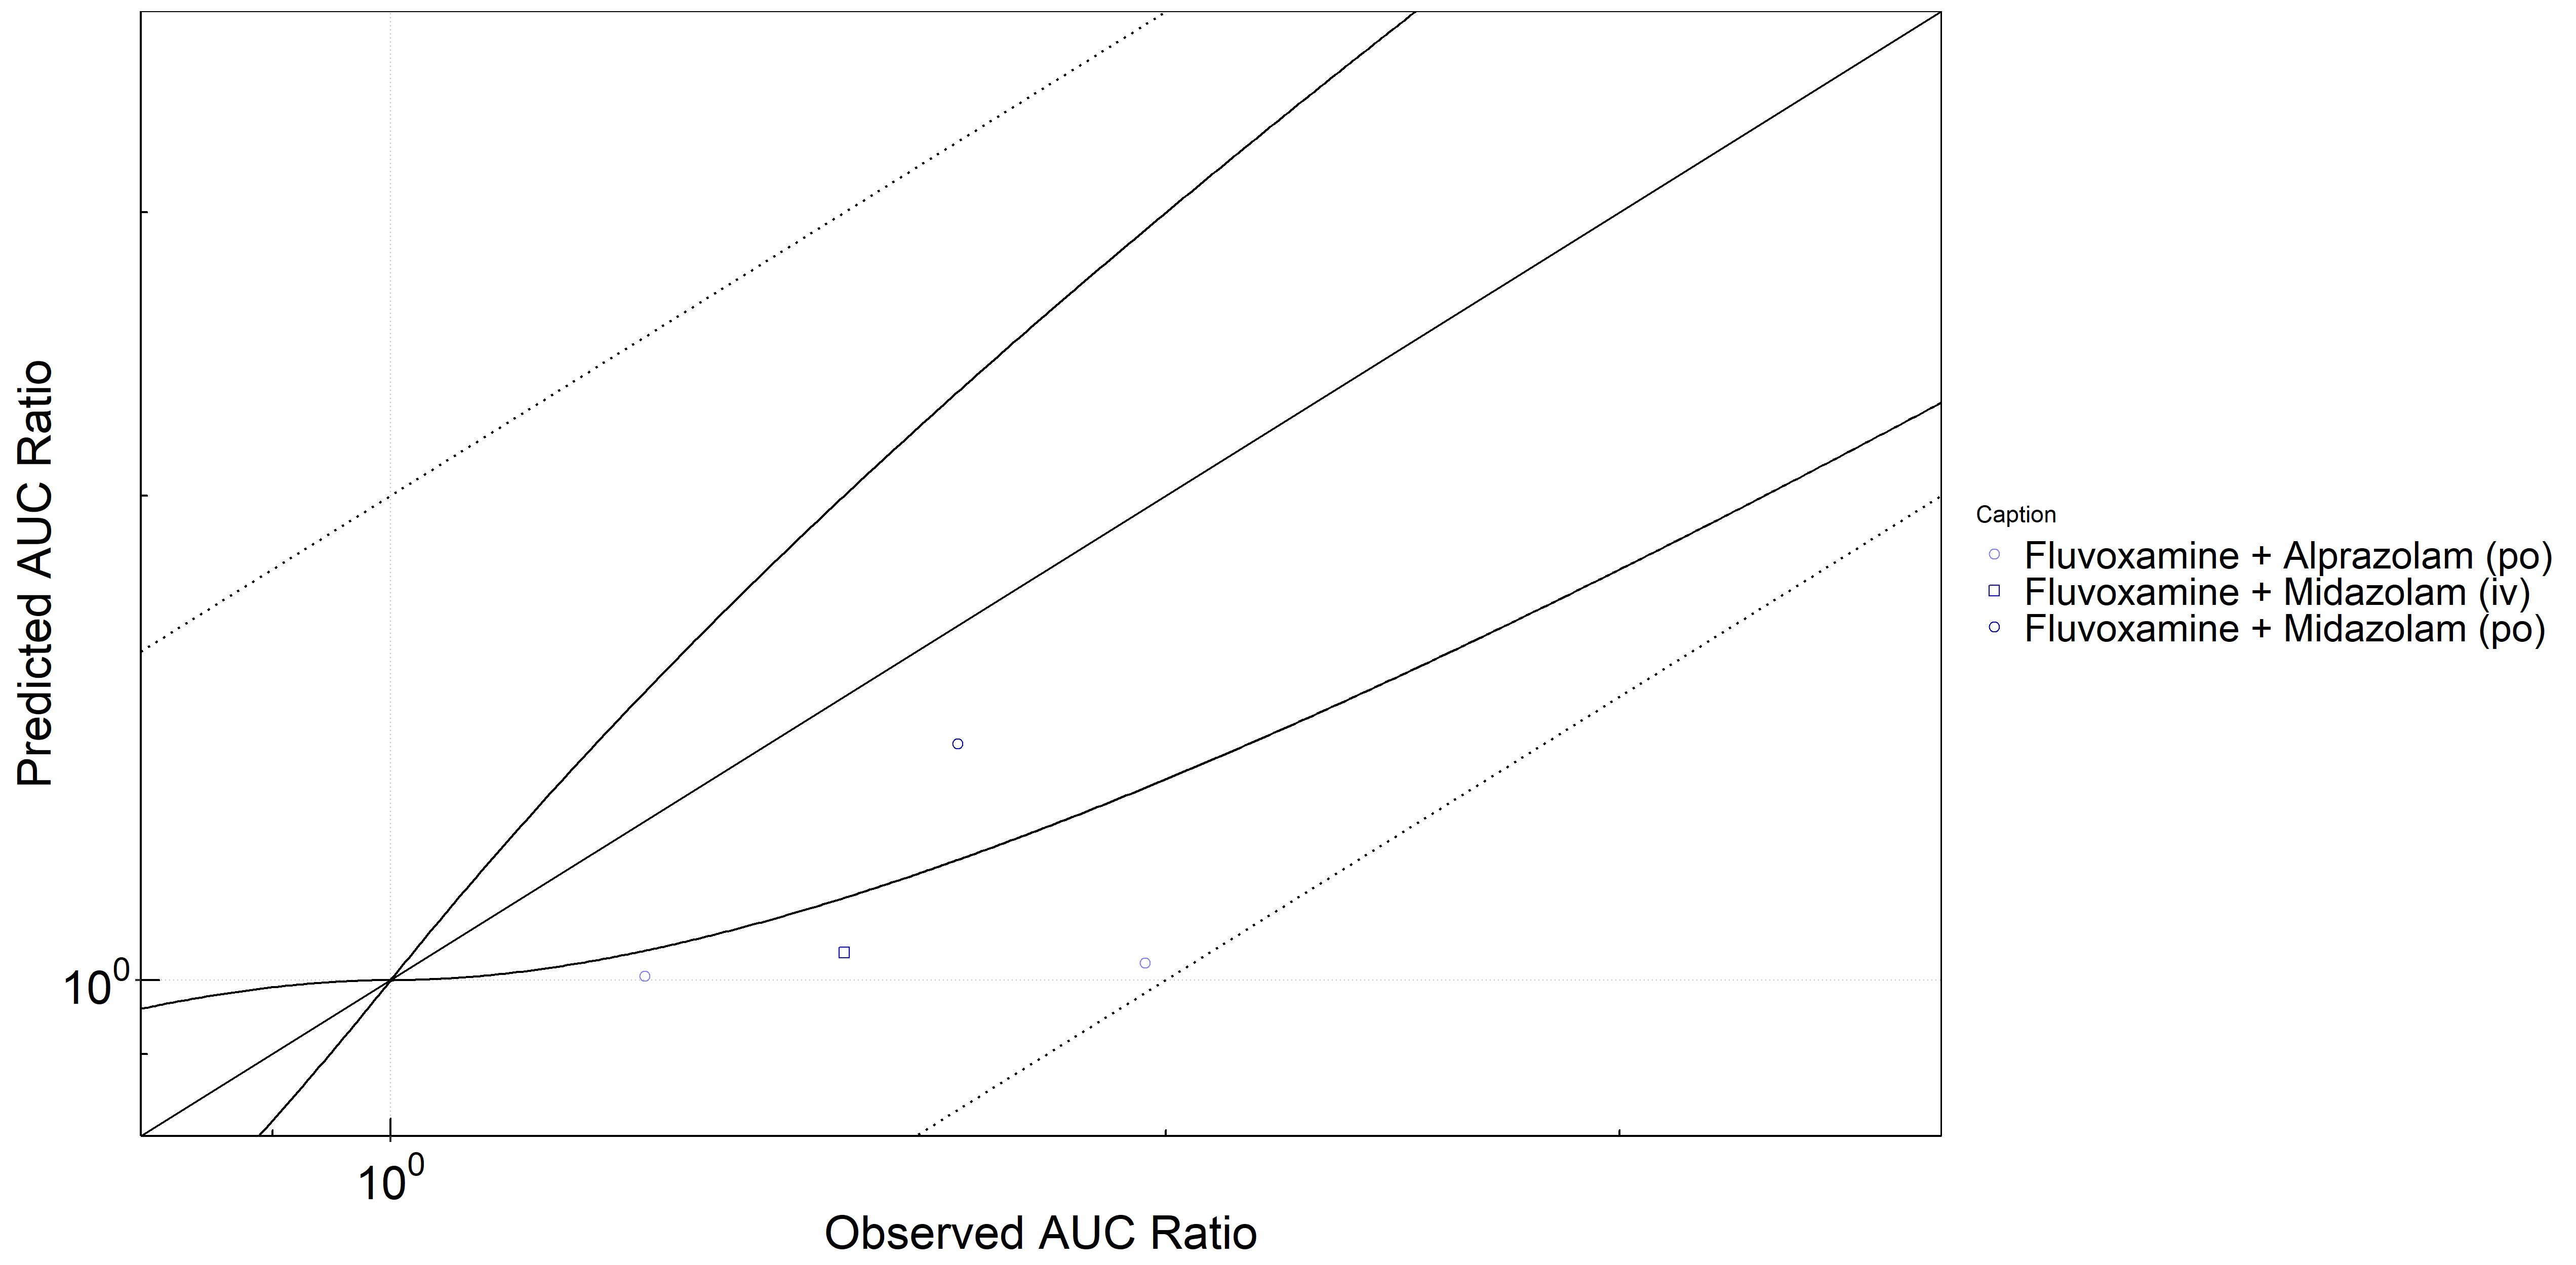 Predicted AUC Ratio
10⁰
10⁰
Observed AUC Ratio
Caption
Fluvoxamine + Alprazolam (po)
Fluvoxamine + Midazolam (iv)
Fluvoxamine + Midazolam (po)